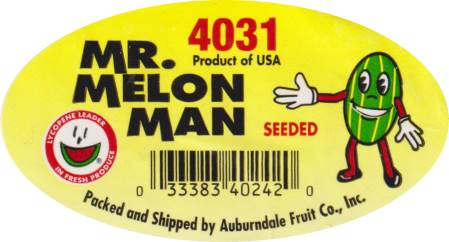 4031
Product of USA
MR.
MELON
MAN
SEEDED
LYCOPENE LEADER
IN FRESH PRODUCE
0 33383 40242 0
Packed and Shipped by Auburndale Fruit Co., Inc.